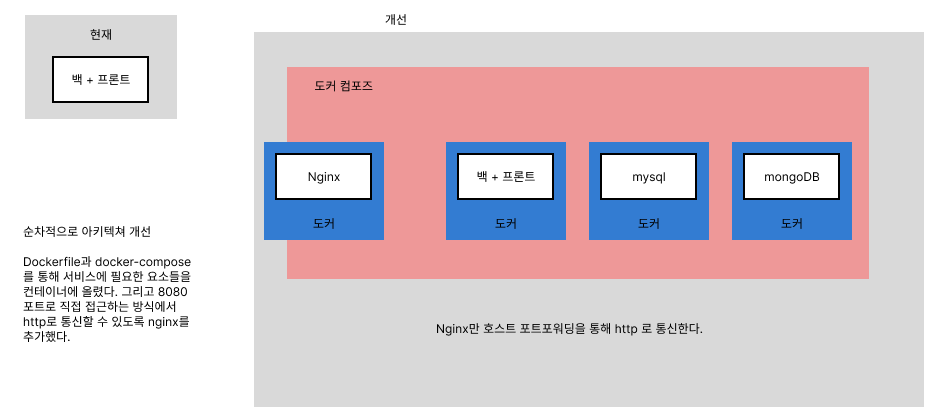 현재
백 + 프론트
개선
도커 컴포즈
Nginx
도커
백 + 프론트
도커
mysql
도커
mongoDB
도커
Nginx만 호스트 포트포워딩을 통해 http 로 통신한다.
순차적으로 아키텍쳐 개선
Dockerfile과 docker-compose
를 통해 서비스에 필요한 요소들을
컨테이너에 올렸다. 그리고 8080
포트로 직접 접근하는 방식에서
http로 통신할 수 있도록 nginx를
추가했다.